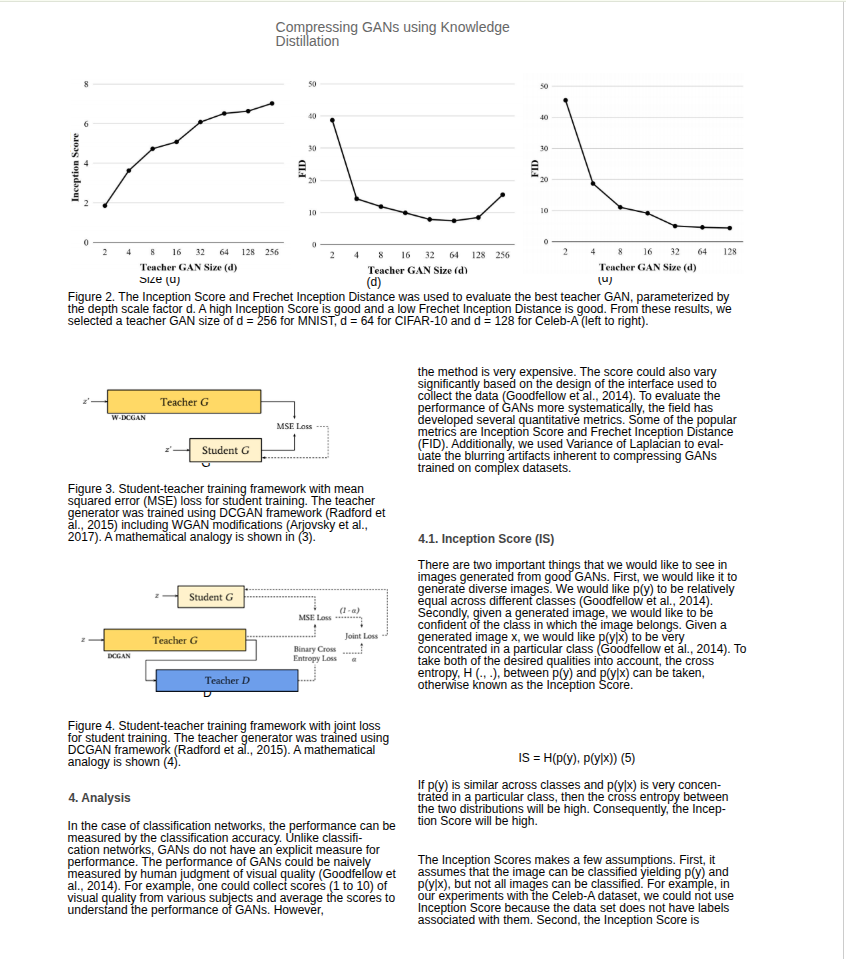 Compressing GANs using Knowledge
Distillation
8
6
4
2
0
Inception Score
2 4 8 16 32 64 128 256
Teacher GAN Size (d)
Size (d)
50
40
30
20
10
0
FID
2 4 8 16 32 64 128 256
Teacher GAN Size (d)
(d)
50
40
30
20
10
0
FID
2 4 8 16 32 64 128
Teacher GAN Size (d)
(d)
Figure 2. The Inception Score and Frechet Inception Distance was used to evaluate the best teacher GAN, parameterized by
the depth scale factor d. A high Inception Score is good and a low Frechet Inception Distance is good. From these results, we
selected a teacher GAN size of d = 256 for MNIST, d = 64 for CIFAR-10 and d = 128 for Celeb-A (left to right).
z'
Teacher G
W-DCGAN
MSE Loss
z'
Student G
G
Figure 3. Student-teacher training framework with mean
squared error (MSE) loss for student training. The teacher
generator was trained using DCGAN framework (Radford et
al., 2015) including WGAN modifications (Arjovsky et al.,
2017). A mathematical analogy is shown in (3).
z
Student G
(1 - α)
MSE Loss
z
Teacher G
Joint Loss
DCGAN
Binary Cross
Entropy Loss
α
Teacher D
D
Figure 4. Student-teacher training framework with joint loss
for student training. The teacher generator was trained using
DCGAN framework (Radford et al., 2015). A mathematical
analogy is shown (4).
4. Analysis
In the case of classification networks, the performance can be
measured by the classification accuracy. Unlike classifi-
cation networks, GANs do not have an explicit measure for
performance. The performance of GANs could be naively
measured by human judgment of visual quality (Goodfellow et
al., 2014). For example, one could collect scores (1 to 10) of
visual quality from various subjects and average the scores to
understand the performance of GANs. However,
the method is very expensive. The score could also vary
significantly based on the design of the interface used to
collect the data (Goodfellow et al., 2014). To evaluate the
performance of GANs more systematically, the field has
developed several quantitative metrics. Some of the popular
metrics are Inception Score and Frechet Inception Distance
(FID). Additionally, we used Variance of Laplacian to eval-
uate the blurring artifacts inherent to compressing GANs
trained on complex datasets.
4.1. Inception Score (IS)
There are two important things that we would like to see in
images generated from good GANs. First, we would like it to
generate diverse images. We would like p(y) to be relatively
equal across different classes (Goodfellow et al., 2014).
Secondly, given a generated image, we would like to be
confident of the class in which the image belongs. Given a
generated image x, we would like p(y|x) to be very
concentrated in a particular class (Goodfellow et al., 2014). To
take both of the desired qualities into account, the cross
entropy, H (., .), between p(y) and p(y|x) can be taken,
otherwise known as the Inception Score.
IS = H(p(y), p(y|x)) (5)
If p(y) is similar across classes and p(y|x) is very concen-
trated in a particular class, then the cross entropy between
the two distributions will be high. Consequently, the Incep-
tion Score will be high.
The Inception Scores makes a few assumptions. First, it
assumes that the image can be classified yielding p(y) and
p(y|x), but not all images can be classified. For example, in
our experiments with the Celeb-A dataset, we could not use
Inception Score because the data set does not have labels
associated with them. Second, the Inception Score is